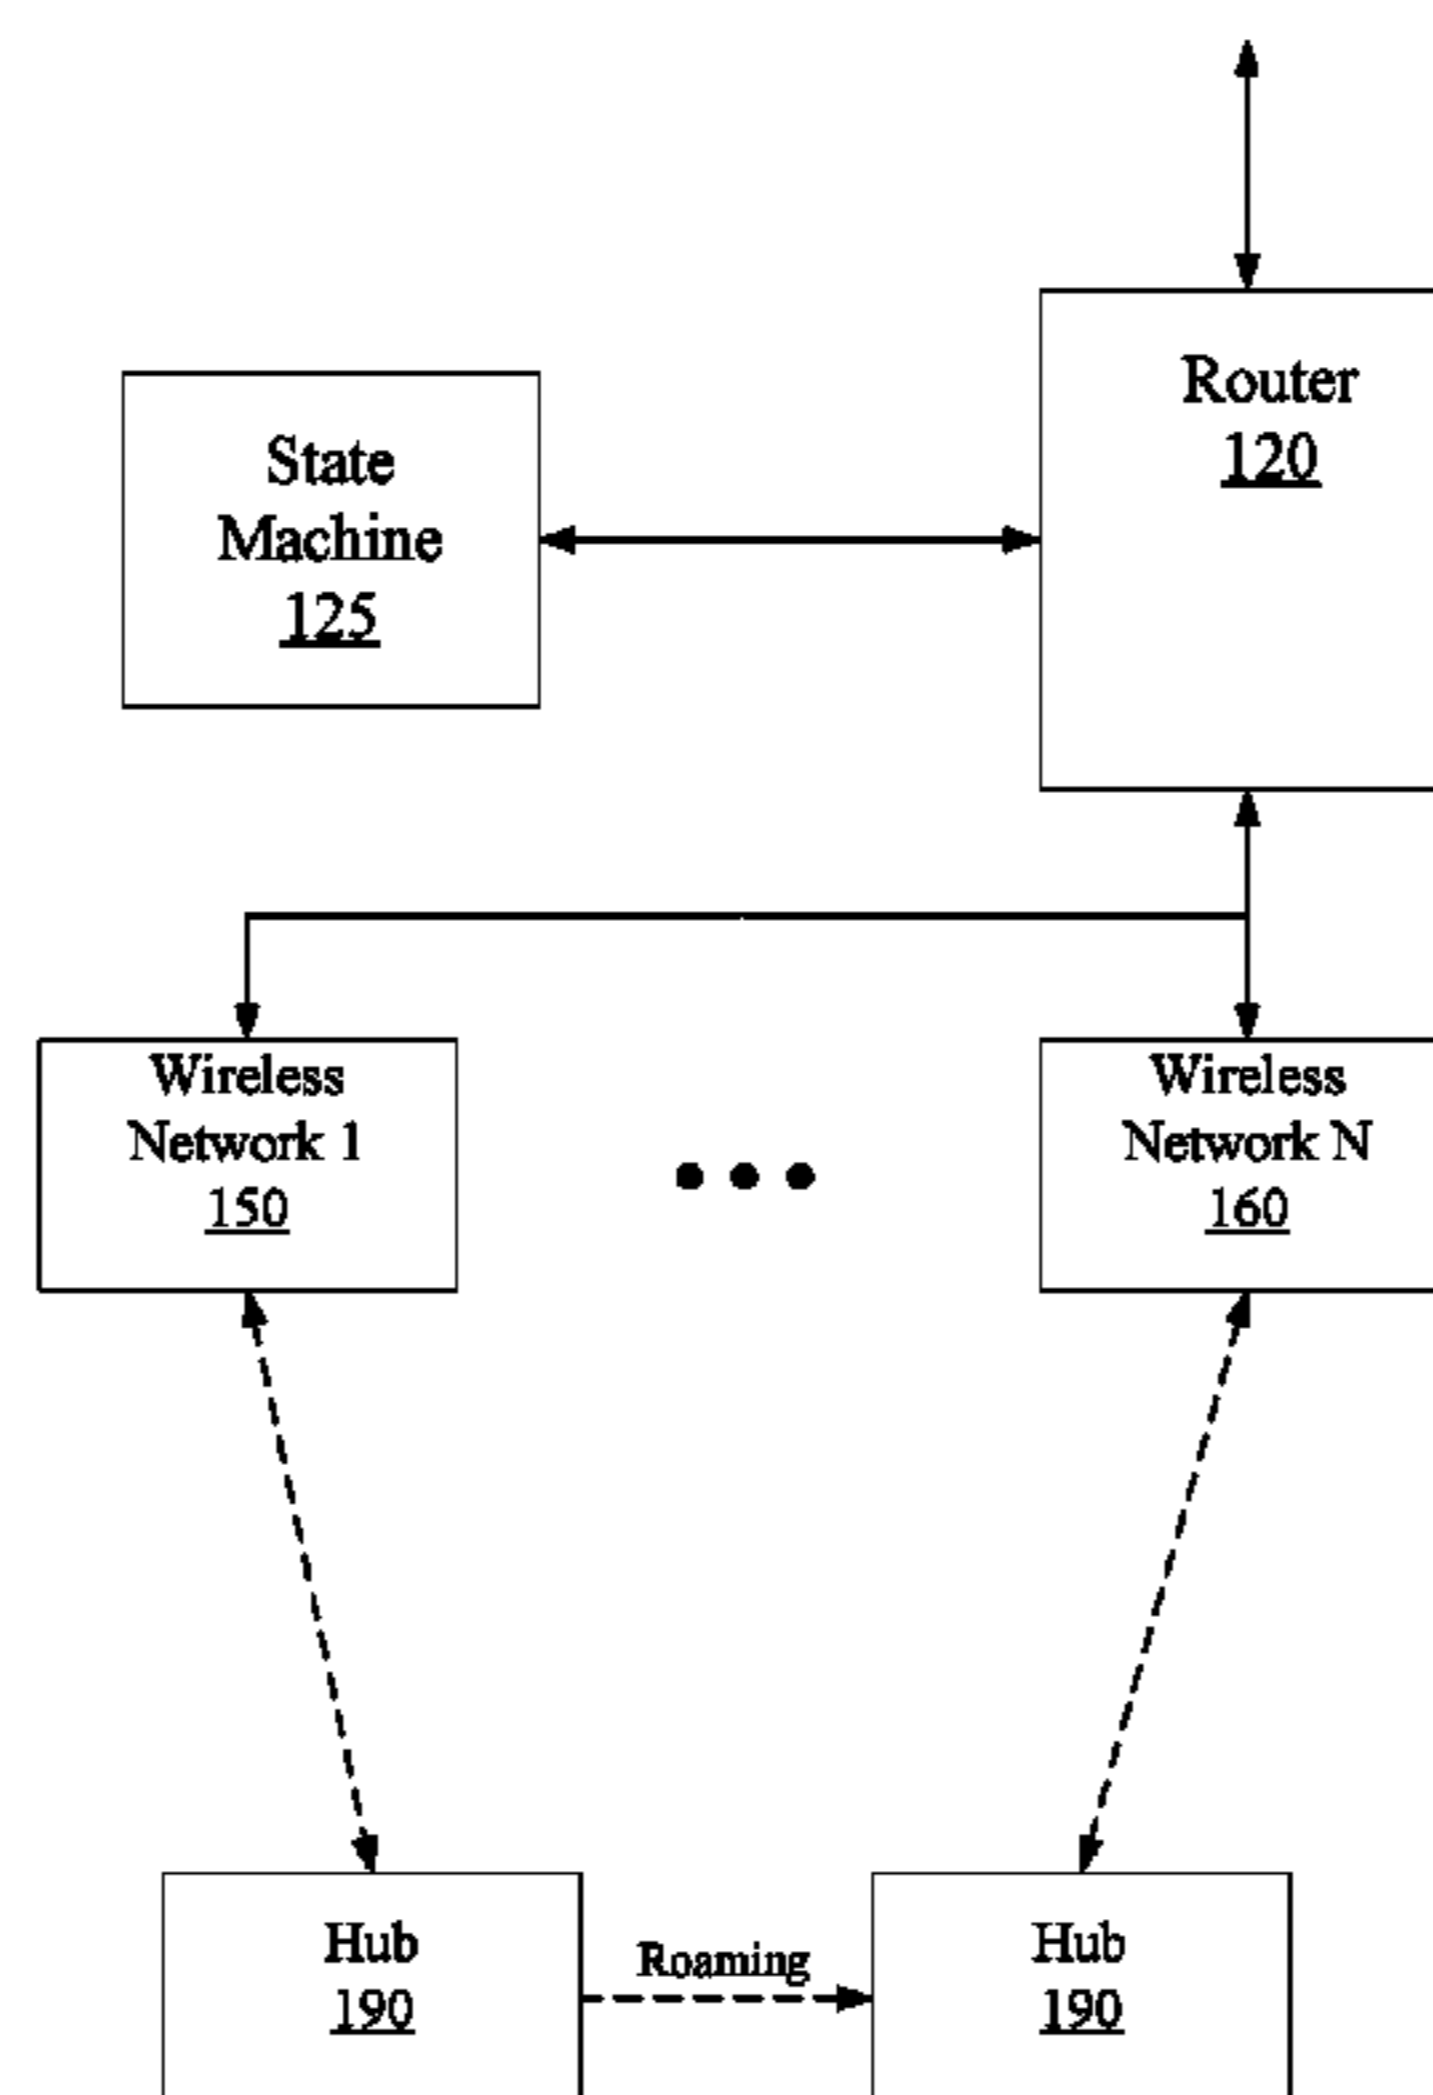 Router
120
State
Machine
125
Wireless
Network 1
150
Wireless
Network N
160
Hub
190
Roaming
Hub
190